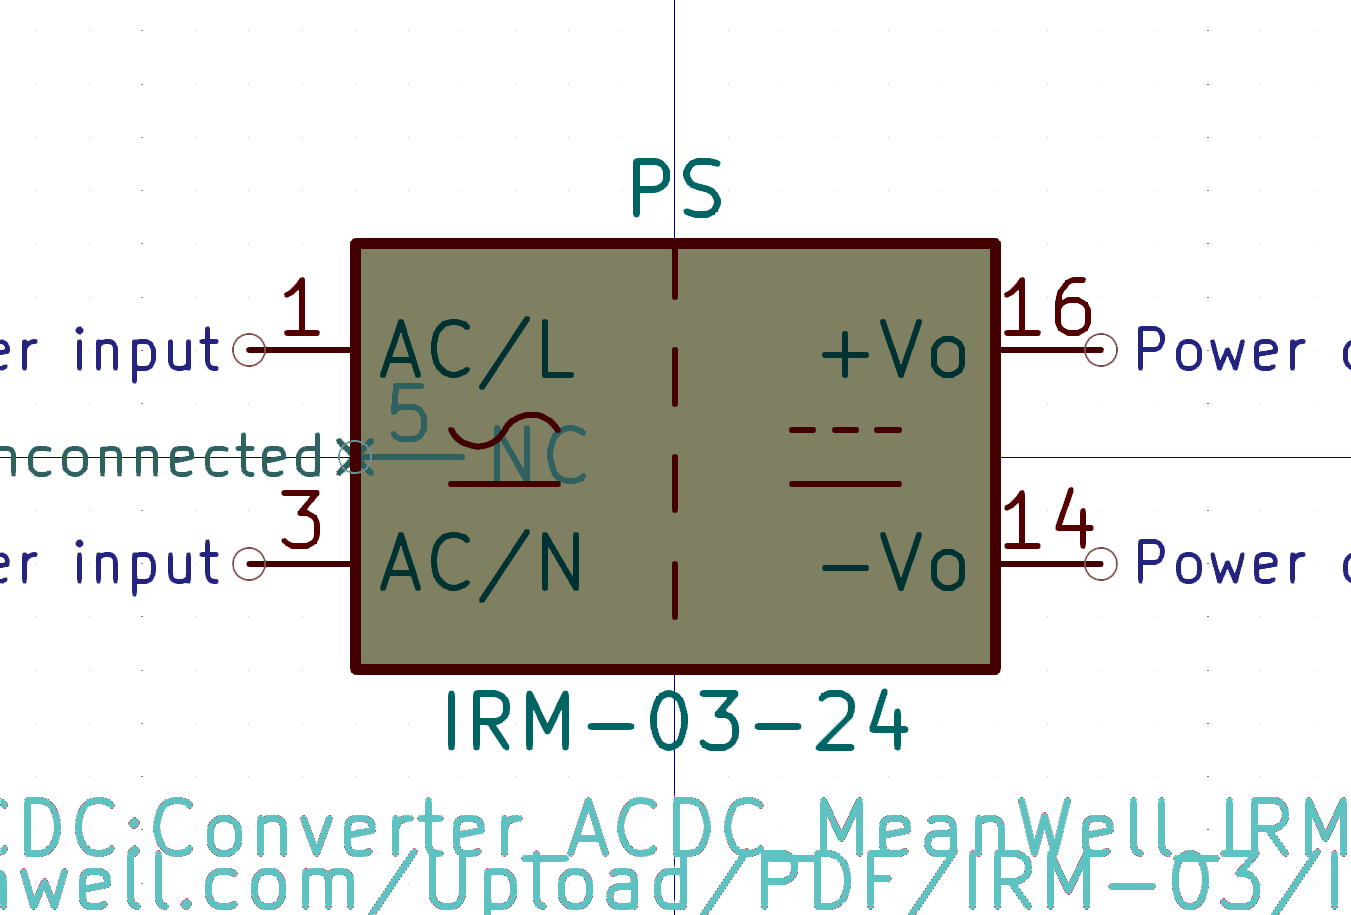 PS
1 16
er input AC/L +Vo Power o
5
nconnected NC
3 14
er input AC/N -Vo Power o
IRM-03-24
CDC:Converter_ACDC_MeanWell_IRM
nwell.com/Upload/PDF/IRM-03/I